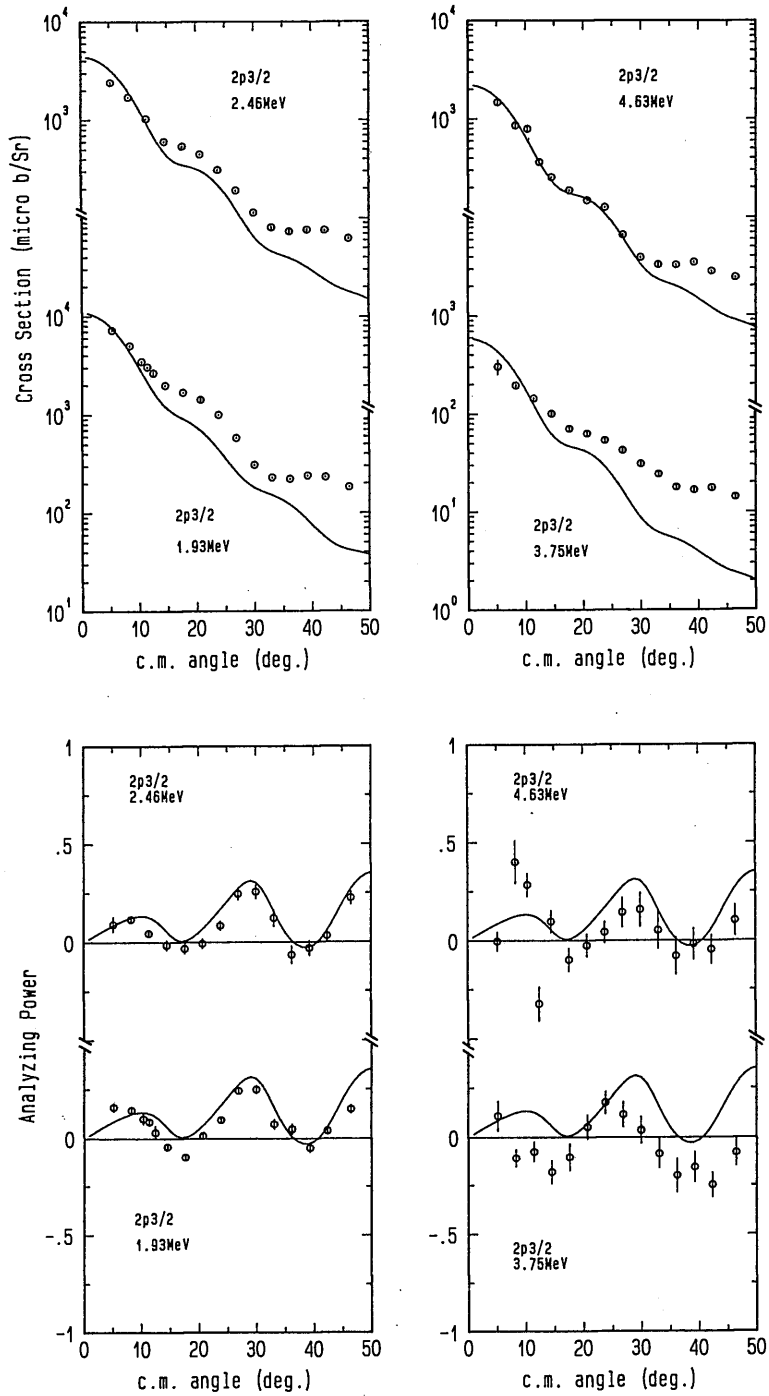 10⁴
2p3/2
2.46MeV
10³
10⁴
10³
2p3/2
1.93MeV
10²
10¹
Cross Section (micro b/Sr)
0 10 20 30 40 50
c.m. angle (deg.)
10⁴
2p3/2
4.63MeV
10³
10³
10²
10¹
2p3/2
3.75MeV
10⁰
0 10 20 30 40 50
c.m. angle (deg.)
1
2p3/2
2.46MeV
.5
0
0
2p3/2
1.93MeV
-.5
-1
Analyzing Power
0 10 20 30 40 50
c.m. angle (deg.)
1
2p3/2
4.63MeV
.5
0
0
-.5
2p3/2
3.75MeV
-1
0 10 20 30 40 50
c.m. angle (deg.)